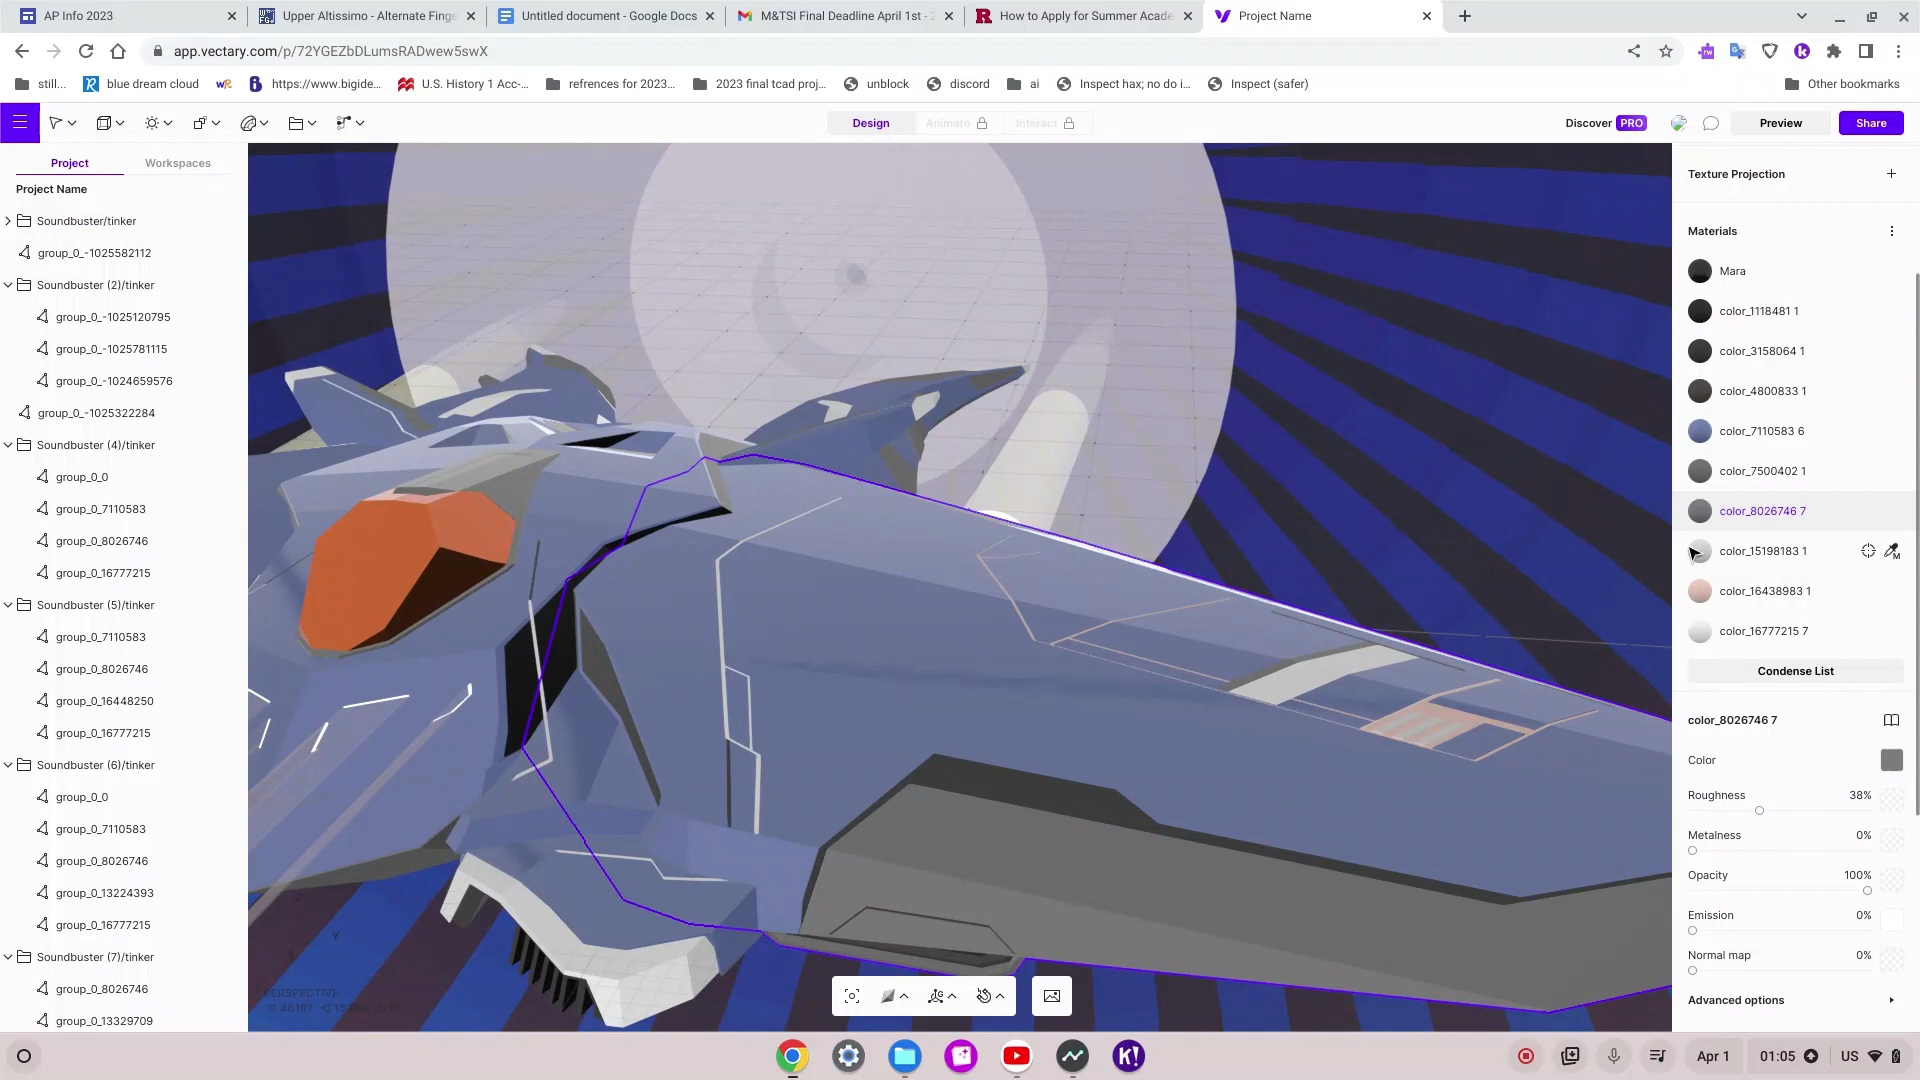 AP Info 2023
Upper Altissimo - Alternate Finge
Untitled document - Google Docs
M&TSI Final Deadline April 1st - 2
How to Apply for Summer Acade
Project Name
app.vectary.com/p/72YGEZbDLumsRADwew5swX
still...
blue dream cloud
https://www.bigide...
U.S. History 1 Acc-...
refrences for 2023...
2023 final tcad proj...
unblock
discord
ai
Inspect hax; no do i...
Inspect (safer)
Other bookmarks
Design
Animate
Interact
Discover PRO
Preview
Share
Project
Workspaces
Project Name
Soundbuster/tinker
group_0_-1025582112
Soundbuster (2)/tinker
group_0_-1025120795
group_0_-1025781115
group_0_-1024659576
group_0_-1025322284
Soundbuster (4)/tinker
group_0_0
group_0_7110583
group_0_8026746
group_0_16777215
Soundbuster (5)/tinker
group_0_7110583
group_0_8026746
group_0_16448250
group_0_16777215
Soundbuster (6)/tinker
group_0_0
group_0_7110583
group_0_8026746
group_0_13224393
group_0_16777215
Soundbuster (7)/tinker
group_0_8026746
group_0_13329709
Y
PERSPECTIVE
Texture Projection
Materials
Mara
color_1118481 1
color_3158064 1
color_4800833 1
color_7110583 6
color_7500402 1
color_8026746 7
color_15198183 1
color_16438983 1
color_16777215 7
Condense List
color_8026746 7
Color
Roughness 38%
Metalness 0%
Opacity 100%
Emission 0%
Normal map 0%
Advanced options
K!
Apr 1
01:05
US